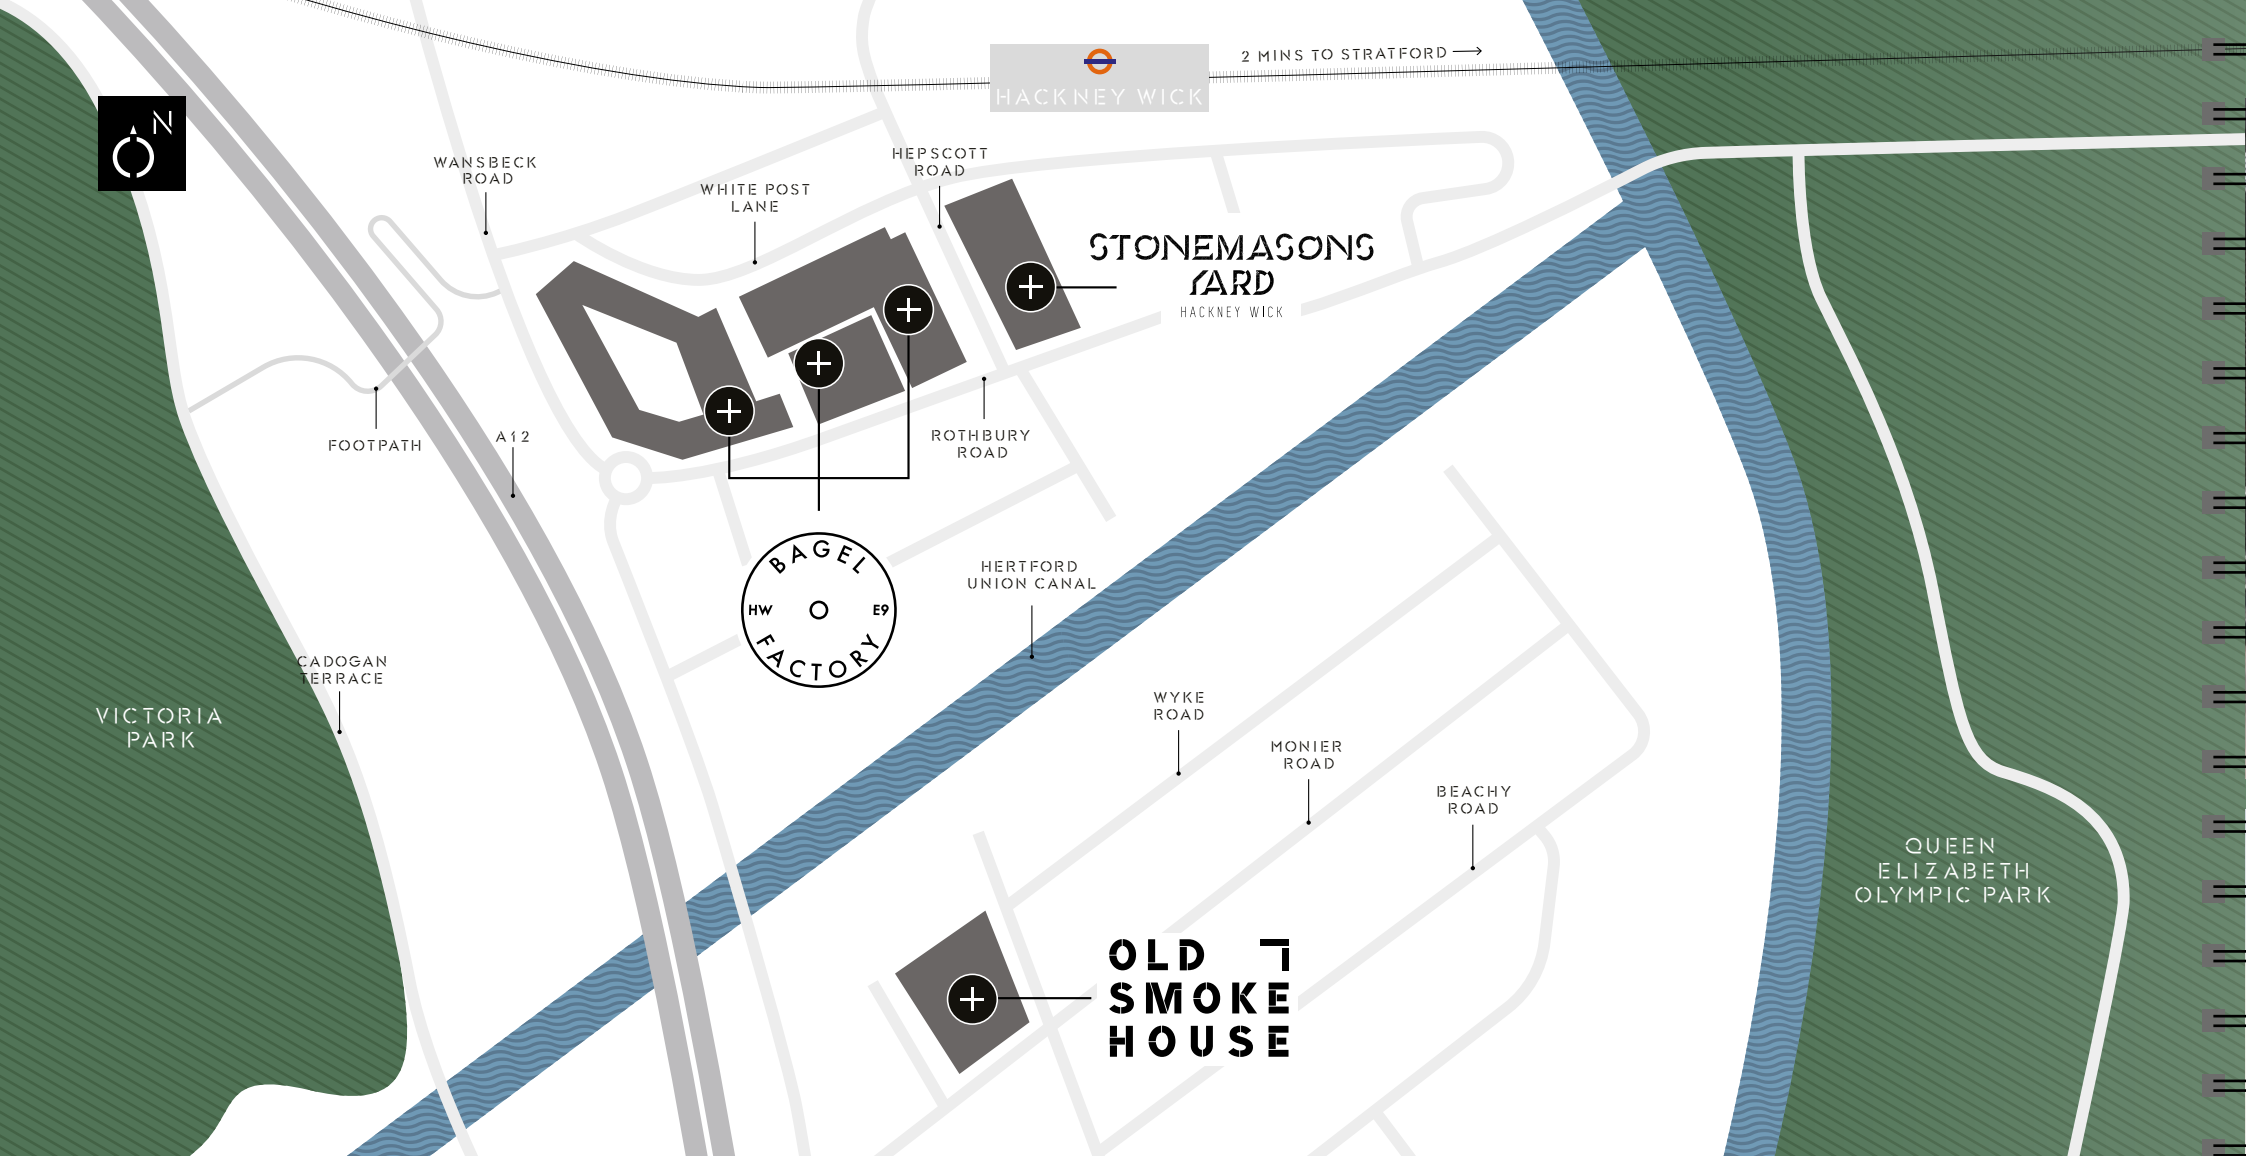 2 MINS TO STRATFORD
HACKNEY WICK
N
HEPSCOTT
ROAD
WANSBECK
ROAD
WHITE POST
LANE
STONEMASONS
YARD
HACKNEY WICK
FOOTPATH
A12
ROTHBURY
ROAD
BAGEL
HW
E9
FACTORY
HERTFORD
UNION CANAL
CADOGAN
TERRACE
VICTORIA
PARK
WYKE
ROAD
MONIER
ROAD
BEACHY
ROAD
QUEEN
ELIZABETH
OLYMPIC PARK
OLD
SMOKE
HOUSE